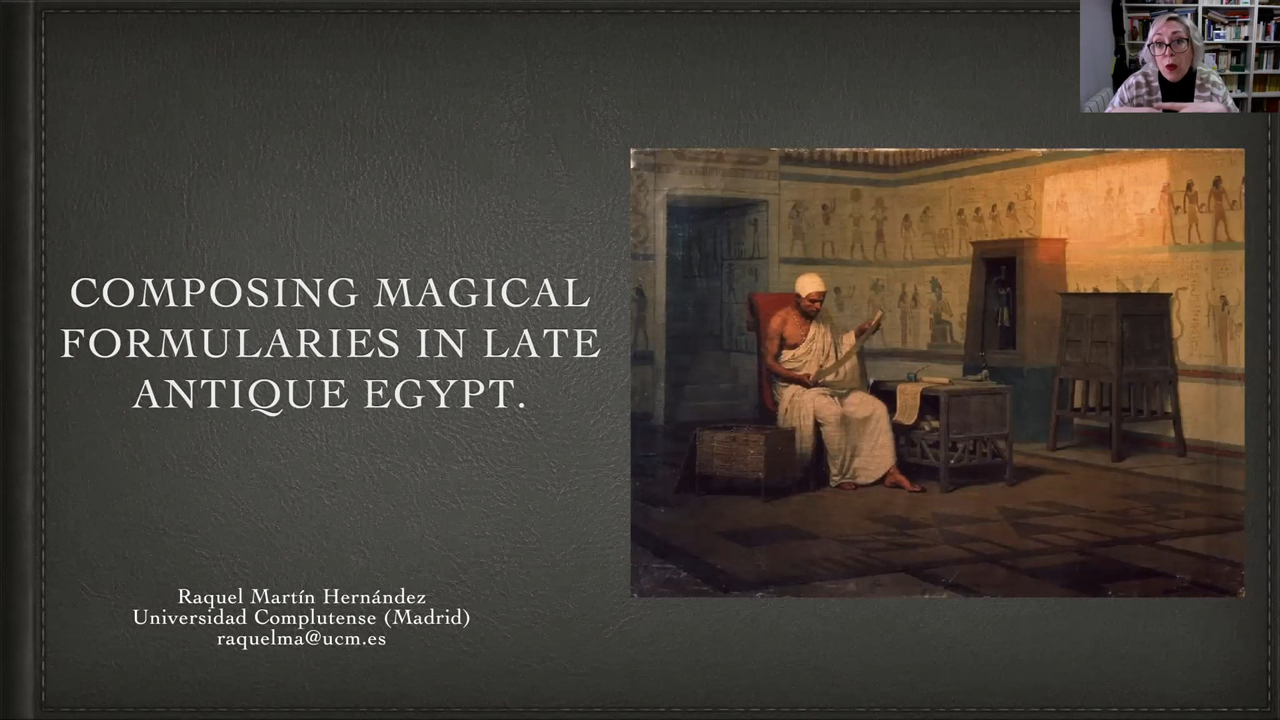 COMPOSING MAGICAL
FORMULARIES IN LATE
ANTIQUE EGYPT.
Raquel Martín Hernández
Universidad Complutense (Madrid)
raquelma@ucm.es